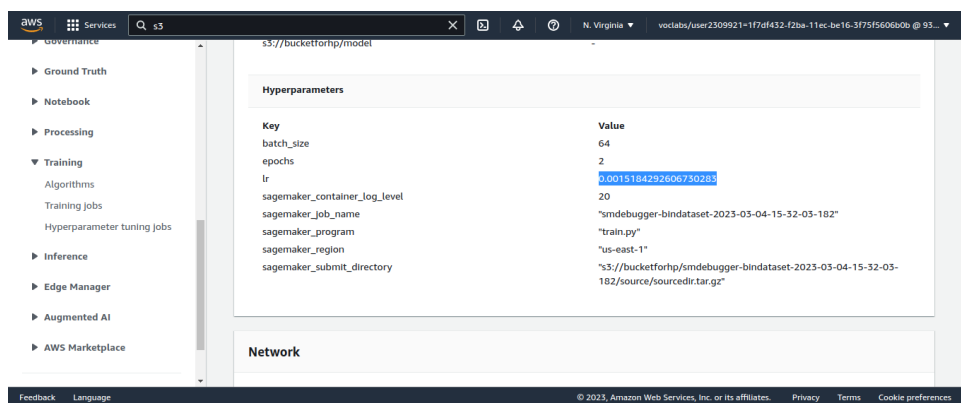 aws
Services
s3
N. Virginia
voclabs/user2309921=1f7df432-f2ba-11ec-be16-3f75f5606b0b @ 93...
Governance
Ground Truth
Notebook
Processing
Training
Algorithms
Training jobs
Hyperparameter tuning jobs
Inference
Edge Manager
Augmented AI
AWS Marketplace
s3://bucketforhp/model -
Hyperparameters
Key Value
batch_size 64
epochs 2
lr 0.0015184292606730283
sagemaker_container_log_level 20
sagemaker_job_name "smdebugger-bindataset-2023-03-04-15-32-03-182"
sagemaker_program "train.py"
sagemaker_region "us-east-1"
sagemaker_submit_directory "s3://bucketforhp/smdebugger-bindataset-2023-03-04-15-32-03-
182/source/sourcedir.tar.gz"
Network
Feedback Language © 2023, Amazon Web Services, Inc. or its affiliates. Privacy Terms Cookie preferences